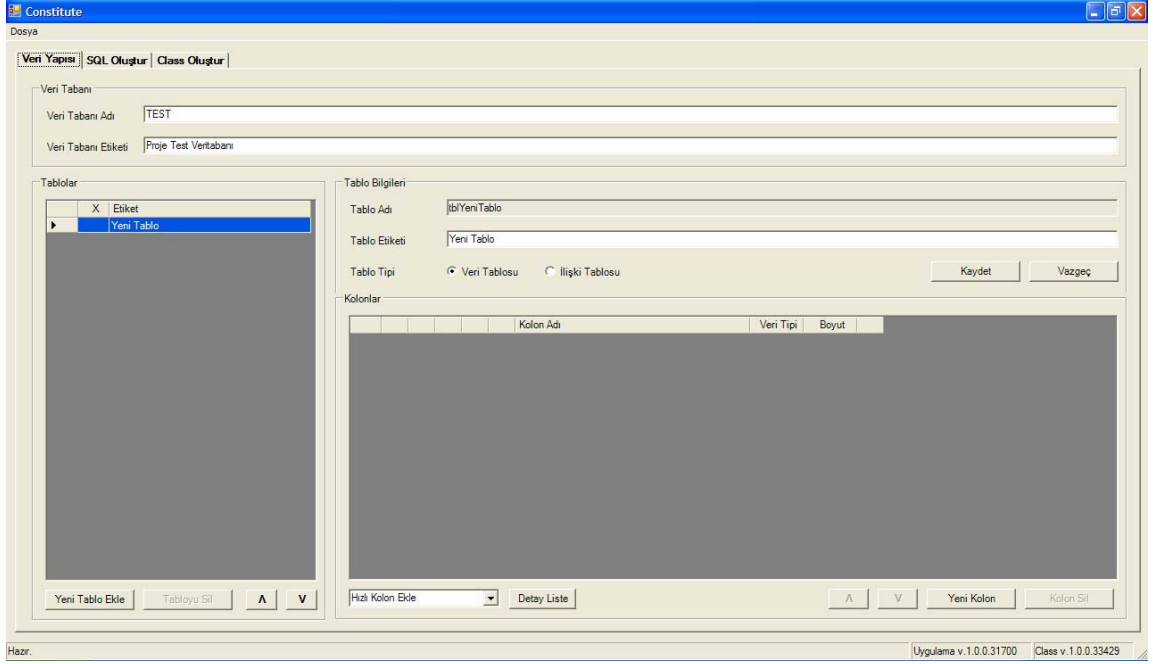 Constitute
Dosya
Veri Yapısı SQL Oluştur Class Oluştur
Veri Tabanı
Veri Tabanı Adı TEST
Veri Tabanı Etiketi Proje Test Veritabanı
Tablolar
X Etiket
Yeni Tablo
Yeni Tablo Ekle Tabloyu Sil Λ V
Tablo Bilgileri
Tablo Adı tblYeniTablo
Tablo Etiketi Yeni Tablo
Tablo Tipi Veri Tablosu İlişki Tablosu Kaydet Vazgeç
Kolonlar
Kolon Adı Veri Tipi Boyut
Hızlı Kolon Ekle Detay Liste Λ V Yeni Kolon Kolon Sil
Hazır. Uygulama v.1.0.0.31700 Class v.1.0.0.33429